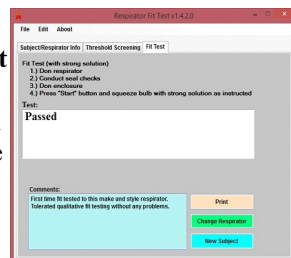 Respirator Fit Test v1.4.2.0
File Edit About
Subject/Respirator Info Threshold Screening Fit Test
Fit Test (with strong solution)
1.) Don respirator
2.) Conduct seal checks
3.) Don enclosure
4.) Press "Start" button and squeeze bulb with strong solution as instructed
Test:
Passed
Comments:
First time fit tested to this make and style respirator.
Tolerated qualitative fit testing without any problems.
Print
Change Respirator
New Subject